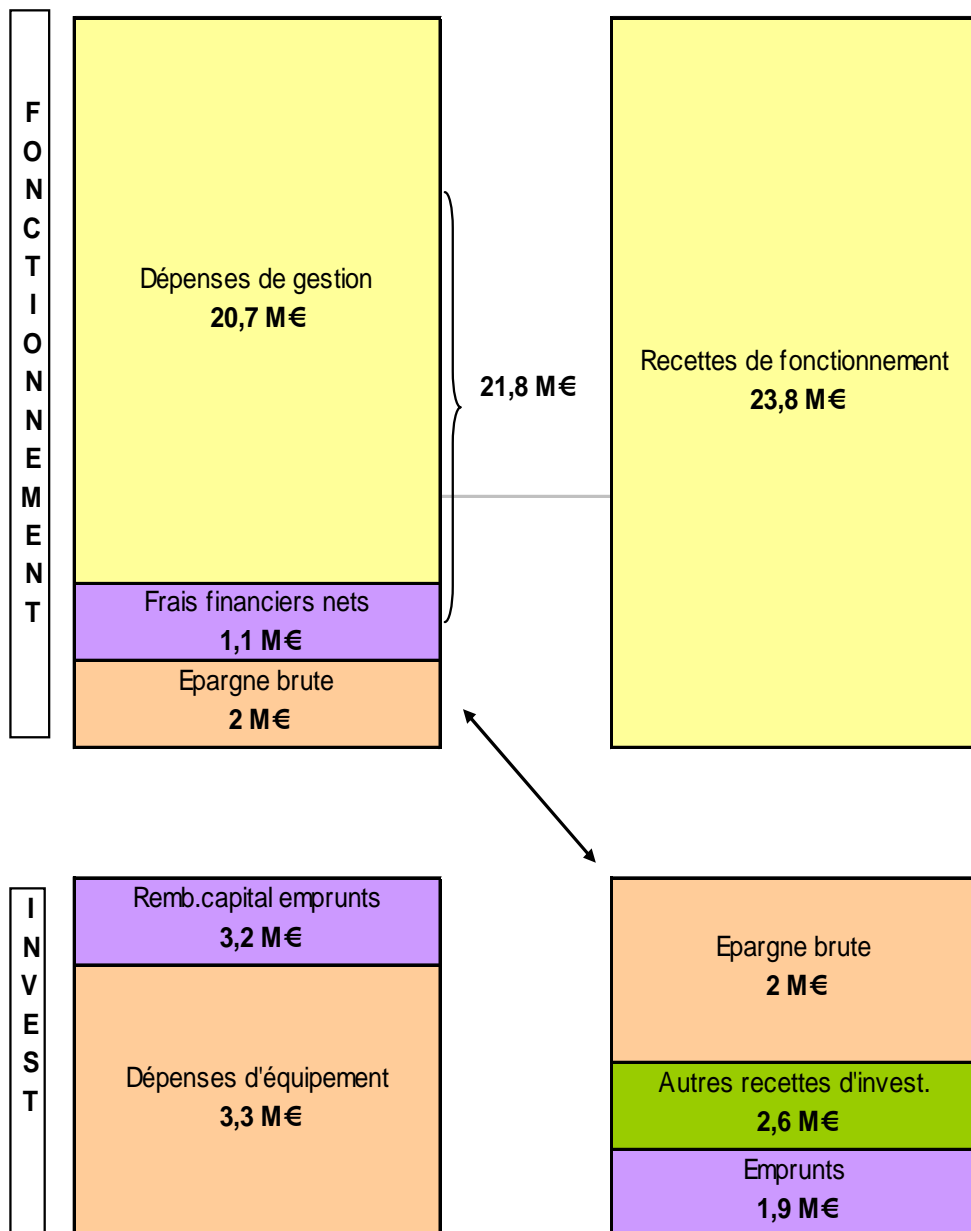 FONCTIONNEMENT
Dépenses de gestion
20,7 M€
21,8 M€
Recettes de fonctionnement
23,8 M€
Frais financiers nets
1,1 M€
Epargne brute
2 M€
INVEST
Remb.capital emprunts
3,2 M€
Epargne brute
2 M€
Dépenses d'équipement
3,3 M€
Autres recettes d'invest.
2,6 M€
Emprunts
1,9 M€